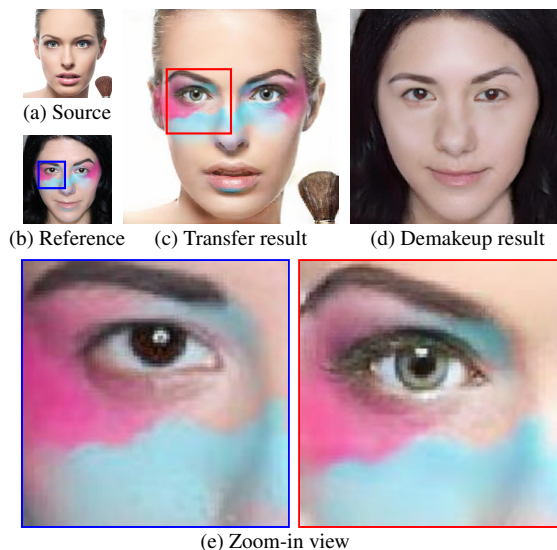 (a) Source
(b) Reference
(c) Transfer result
(d) Demakeup result
(e) Zoom-in view